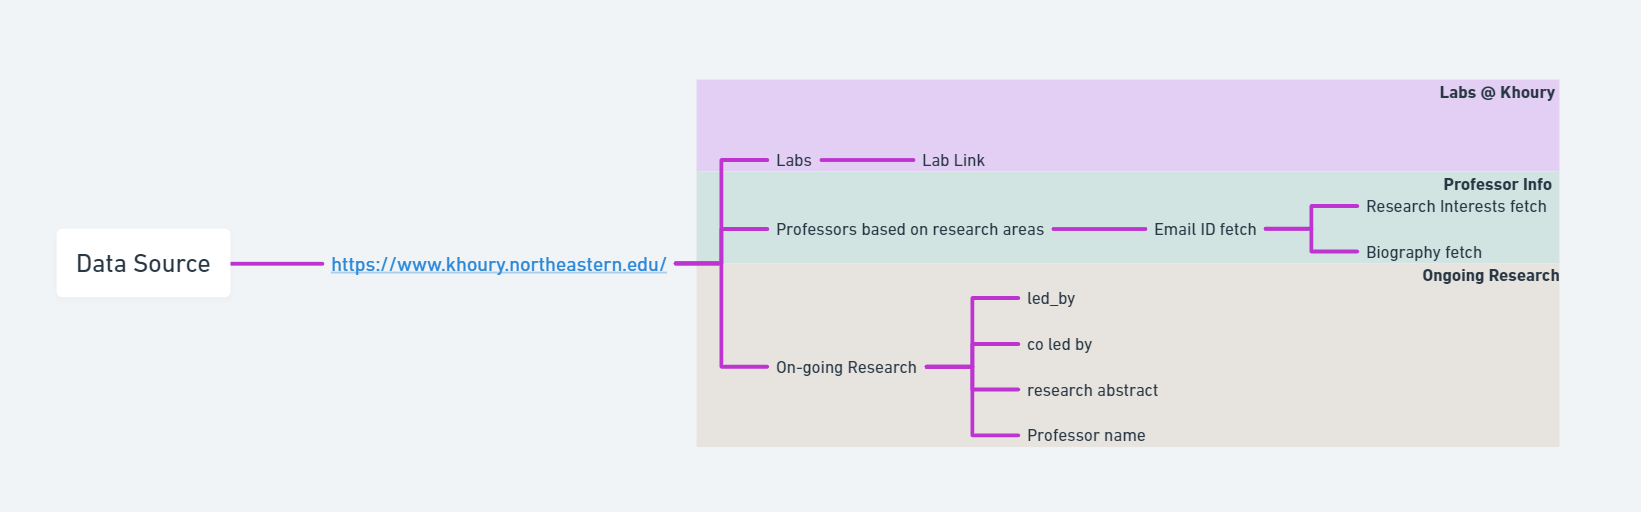 Data Source
https://www.khoury.northeastern.edu/
Labs @ Khoury
Labs
Lab Link
Professor Info
Professors based on research areas
Email ID fetch
Research Interests fetch
Biography fetch
Ongoing Research
On-going Research
led_by
co led by
research abstract
Professor name